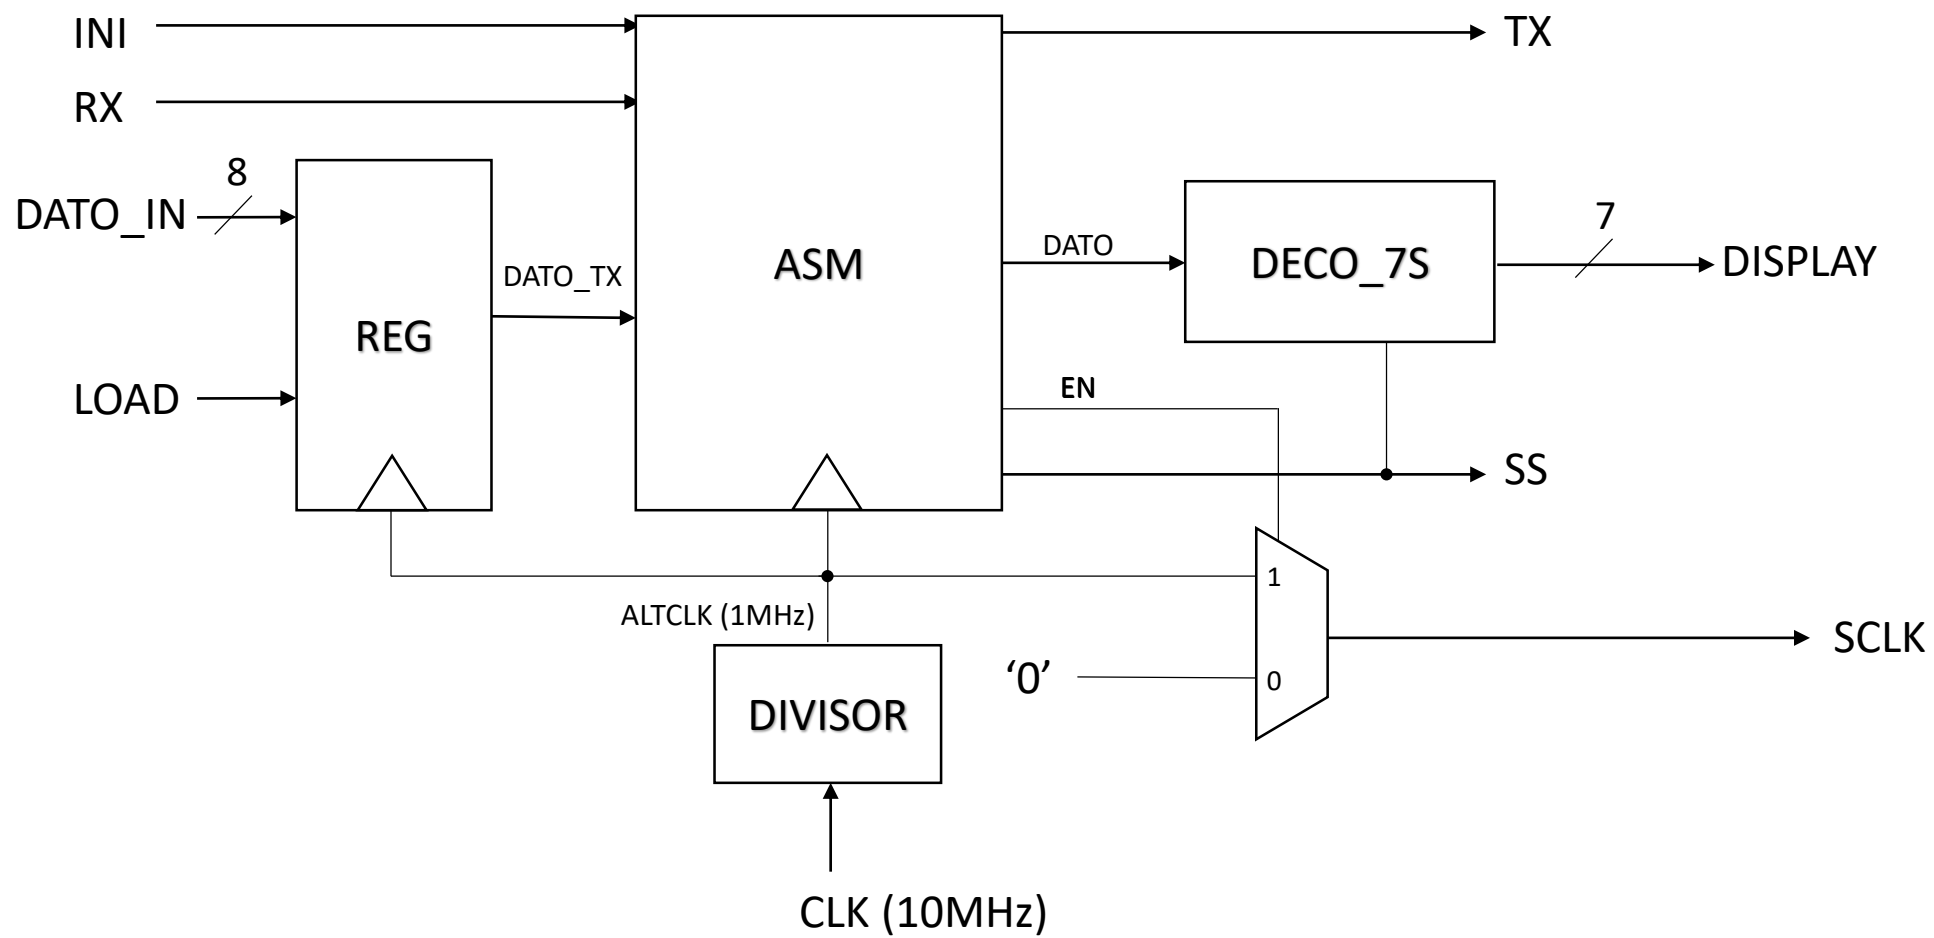 INI
TX
RX
8
DATO_IN
7
DATO
DATO_TX
ASM
DECO_7S
DISPLAY
REG
EN
LOAD
SS
1
ALTCLK (1MHz)
SCLK
‘0’
0
DIVISOR
CLK (10MHz)